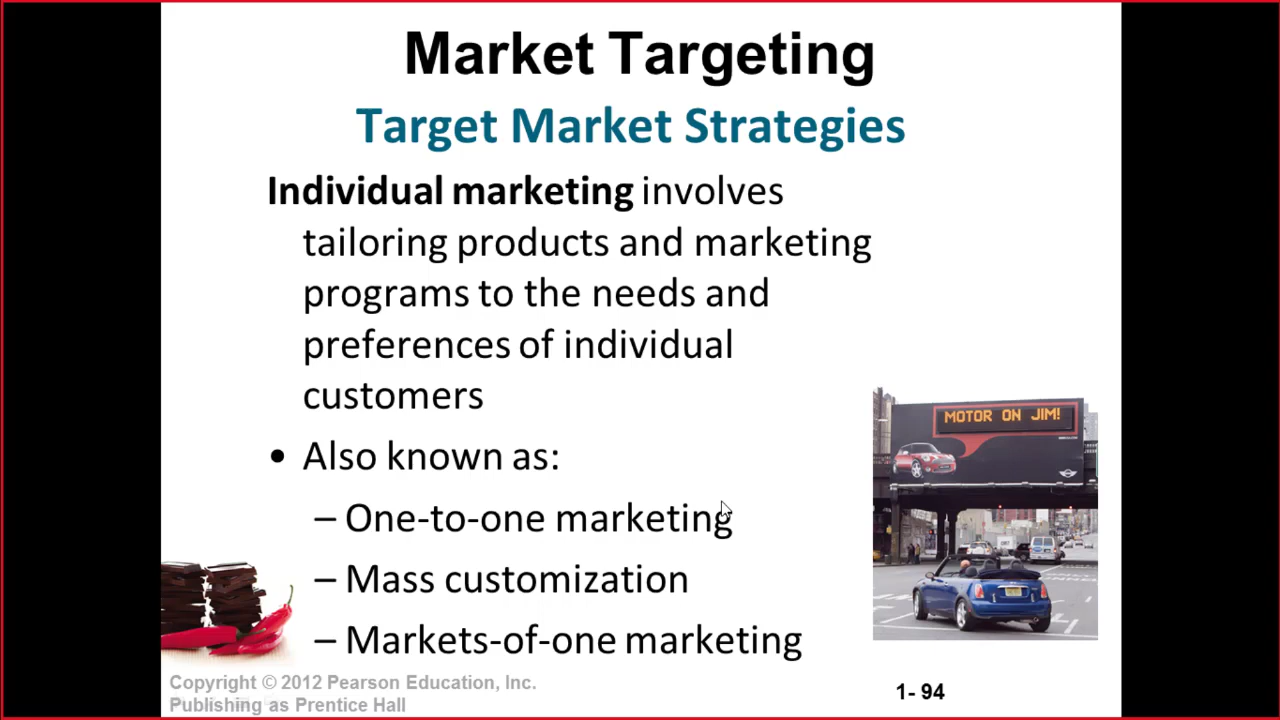 Market Targeting
Target Market Strategies
Individual marketing involves
tailoring products and marketing
programs to the needs and
preferences of individual
customers
• Also known as:
– One-to-one marketing
– Mass customization
– Markets-of-one marketing
MOTOR ON JIM!
Copyright © 2012 Pearson Education, Inc.
Publishing as Prentice Hall
1- 94